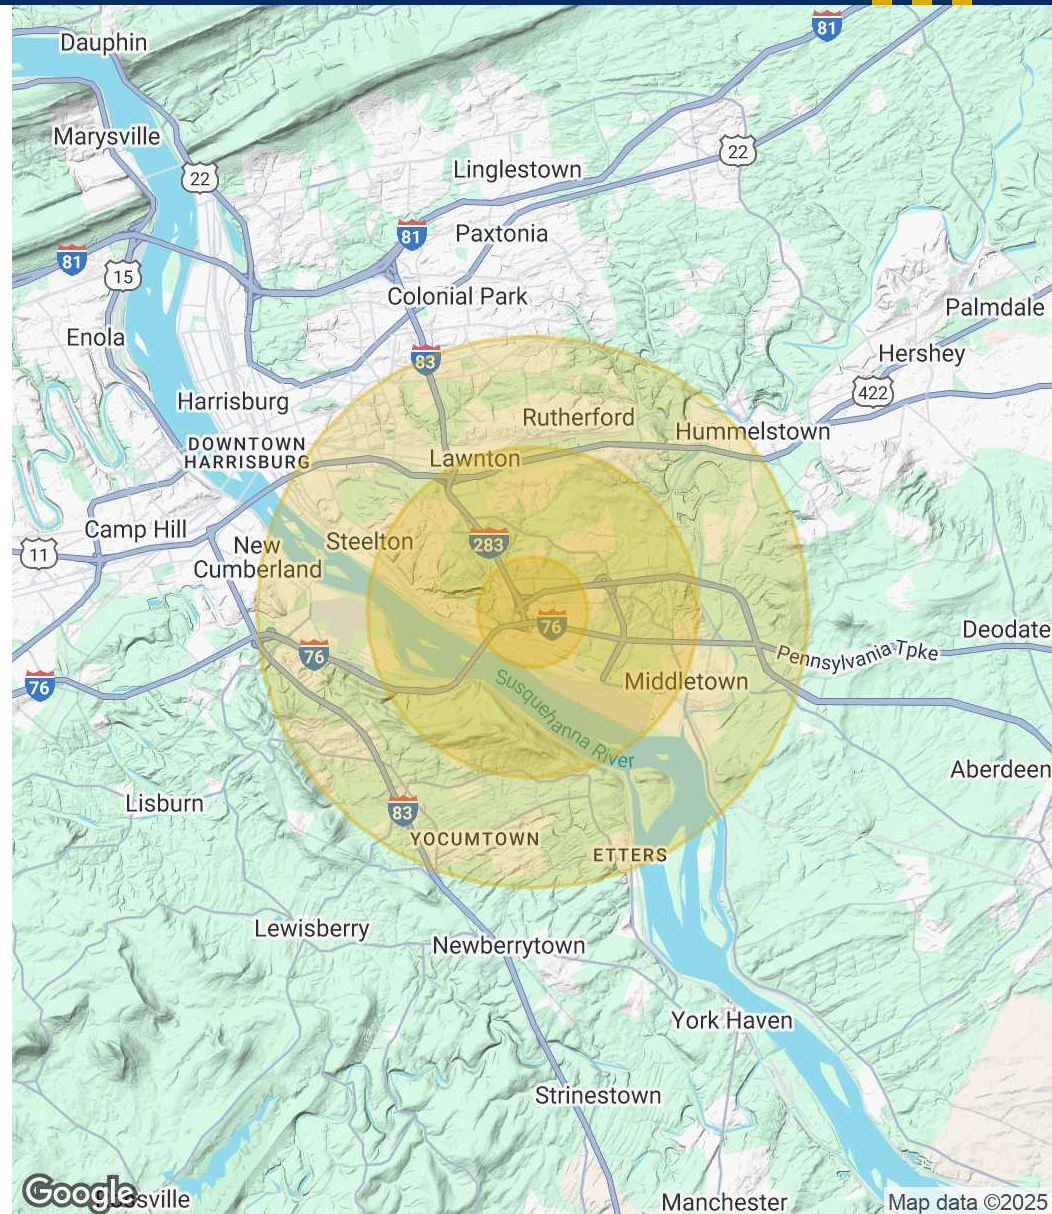 81
Dauphin
Marysville
22
Linglestown
22
81
Paxtonia
81
15
Colonial Park
Palmdale
Enola
83
Hershey
422
Harrisburg
Rutherford
Hummelstown
DOWNTOWN
HARRISBURG
Lawnton
Camp Hill
11
New
Cumberland
Steelton
283
76
Deodate
76
Pennsylvania Tpke
76
Middletown
Susquehanna River
Aberdeen
Lisburn
83
YOCUMTOWN
ETTERS
Lewisberry
Newberrytown
York Haven
Strinestown
Google
Manchester
Map data ©2025